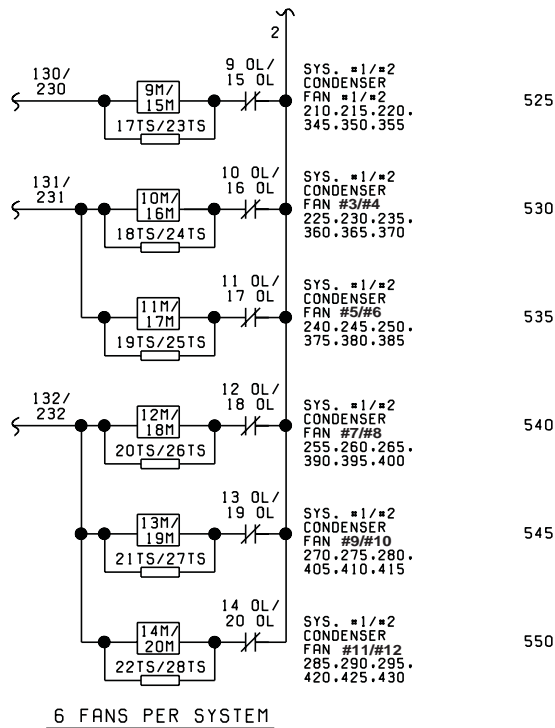 2
9 OL/
15 OL
130/
230
9M/
15M
17TS/23TS
SYS. #1/#2
CONDENSER
FAN #1/#2
210.215.220.
345.350.355
525
10 OL/
16 OL
131/
231
10M/
16M
18TS/24TS
SYS. #1/#2
CONDENSER
FAN #3/#4
225.230.235.
360.365.370
530
11 OL/
17 OL
11M/
17M
19TS/25TS
SYS. #1/#2
CONDENSER
FAN #5/#6
240.245.250.
375.380.385
535
12 OL/
18 OL
132/
232
12M/
18M
20TS/26TS
SYS. #1/#2
CONDENSER
FAN #7/#8
255.260.265.
390.395.400
540
13 OL/
19 OL
13M/
19M
21TS/27TS
SYS. #1/#2
CONDENSER
FAN #9/#10
270.275.280.
405.410.415
545
14 OL/
20 OL
14M/
20M
22TS/28TS
SYS. #1/#2
CONDENSER
FAN #11/#12
285.290.295.
420.425.430
550
6 FANS PER SYSTEM